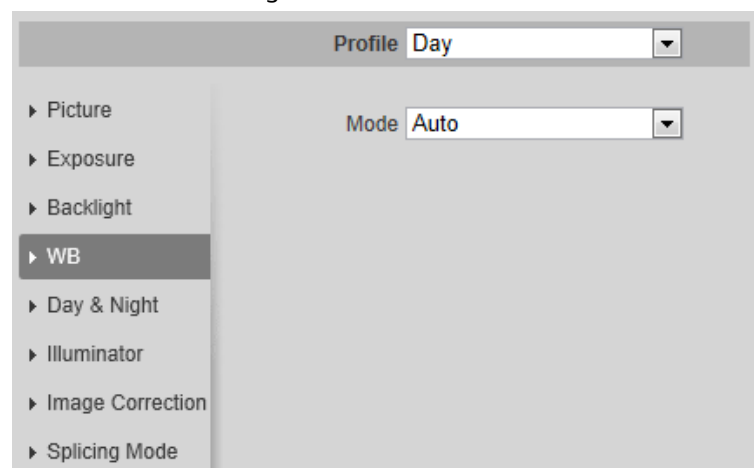 Profile Day
Picture
Mode Auto
Exposure
Backlight
WB
Day & Night
Illuminator
Image Correction
Splicing Mode